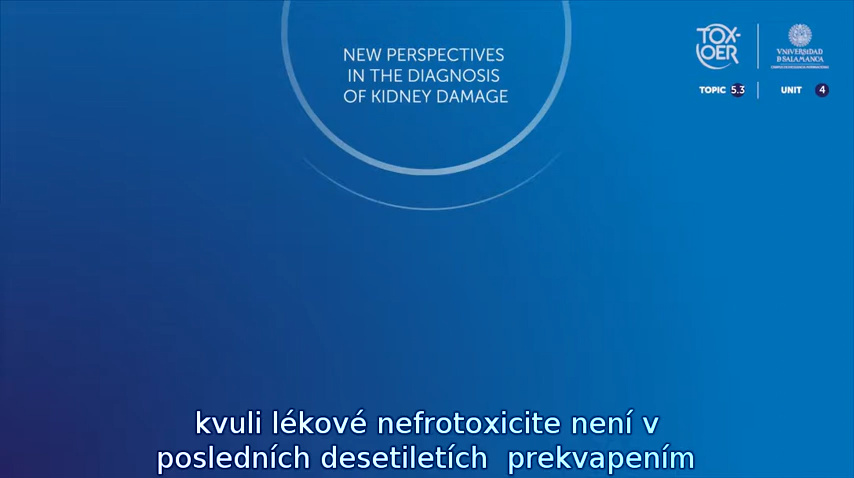 NEW PERSPECTIVES
IN THE DIAGNOSIS
OF KIDNEY DAMAGE
TOX-
OER
VNiVERSiDAD
DSALAMANCA
TOPIC 5.3
UNIT 4
kvuli lékové nefrotoxicite není v
posledních desetiletích prekvapením